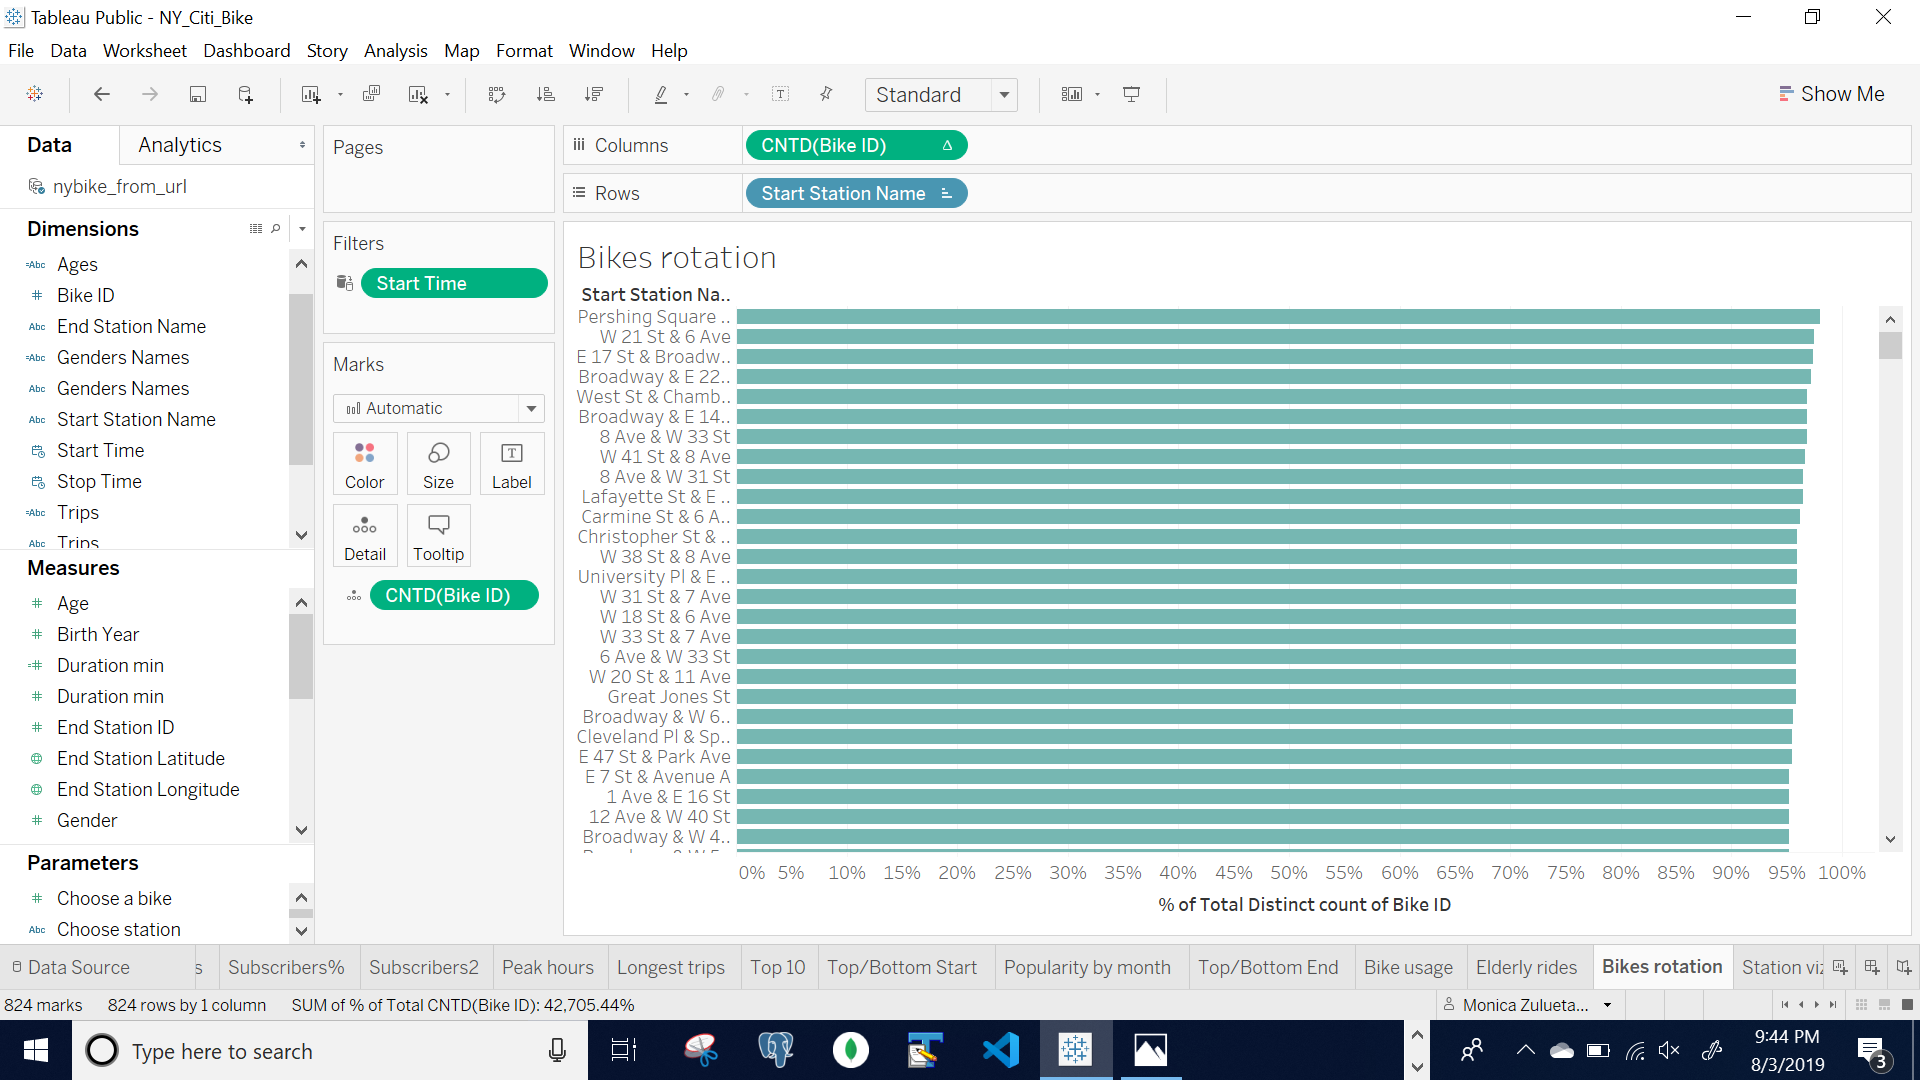 Tableau Public - NY_Citi_Bike
File Data Worksheet Dashboard Story Analysis Map Format Window Help
Standard
Show Me
Data Analytics
nybike_from_url
Dimensions
Abc Ages
Bike ID
Abc End Station Name
Abc Genders Names
Abc Genders Names
Abc Start Station Name
Start Time
Stop Time
Abc Trips
Abc Trips
Measures
Age
Birth Year
Duration min
Duration min
End Station ID
End Station Latitude
End Station Longitude
Gender
Parameters
Choose a bike
Abc Choose station
Pages
Filters
Start Time
Marks
Automatic
Color Size Label
Detail Tooltip
CNTD(Bike ID)
Columns CNTD(Bike ID)
Rows Start Station Name
Bikes rotation
Start Station Na..
Pershing Square ..
W 21 St & 6 Ave
E 17 St & Broadw..
Broadway & E 22..
West St & Chamb..
Broadway & E 14..
8 Ave & W 33 St
W 41 St & 8 Ave
8 Ave & W 31 St
Lafayette St & E ..
Carmine St & 6 A..
Christopher St & ..
W 38 St & 8 Ave
University Pl & E ..
W 31 St & 7 Ave
W 18 St & 6 Ave
W 33 St & 7 Ave
6 Ave & W 33 St
W 20 St & 11 Ave
Great Jones St
Broadway & W 6..
Cleveland Pl & Sp..
E 47 St & Park Ave
E 7 St & Avenue A
1 Ave & E 16 St
12 Ave & W 40 St
Broadway & W 4..
0% 5% 10% 15% 20% 25% 30% 35% 40% 45% 50% 55% 60% 65% 70% 75% 80% 85% 90% 95% 100%
% of Total Distinct count of Bike ID
Data Source s Subscribers% Subscribers2 Peak hours Longest trips Top 10 Top/Bottom Start Popularity by month Top/Bottom End Bike usage Elderly rides Bikes rotation Station viz
824 marks 824 rows by 1 column SUM of % of Total CNTD(Bike ID): 42,705.44%
Monica Zulueta...
Type here to search
9:44 PM
8/3/2019
3